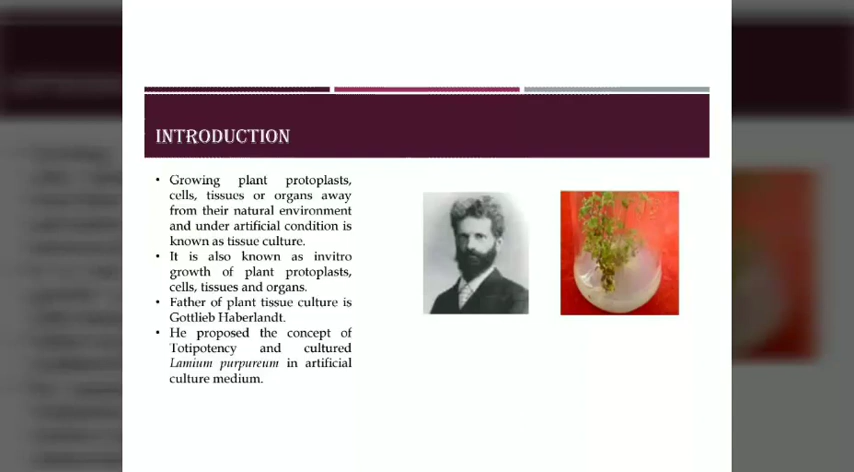 INTRODUCTION
• Growing plant protoplasts,
cells, tissues or organs away
from their natural environment
and under artificial condition is
known as tissue culture.
• It is also known as invitro
growth of plant protoplasts,
cells, tissues and organs.
• Father of plant tissue culture is
Gottlieb Haberlandt.
• He proposed the concept of
Totipotency and cultured
Lamium purpureum in artificial
culture medium.